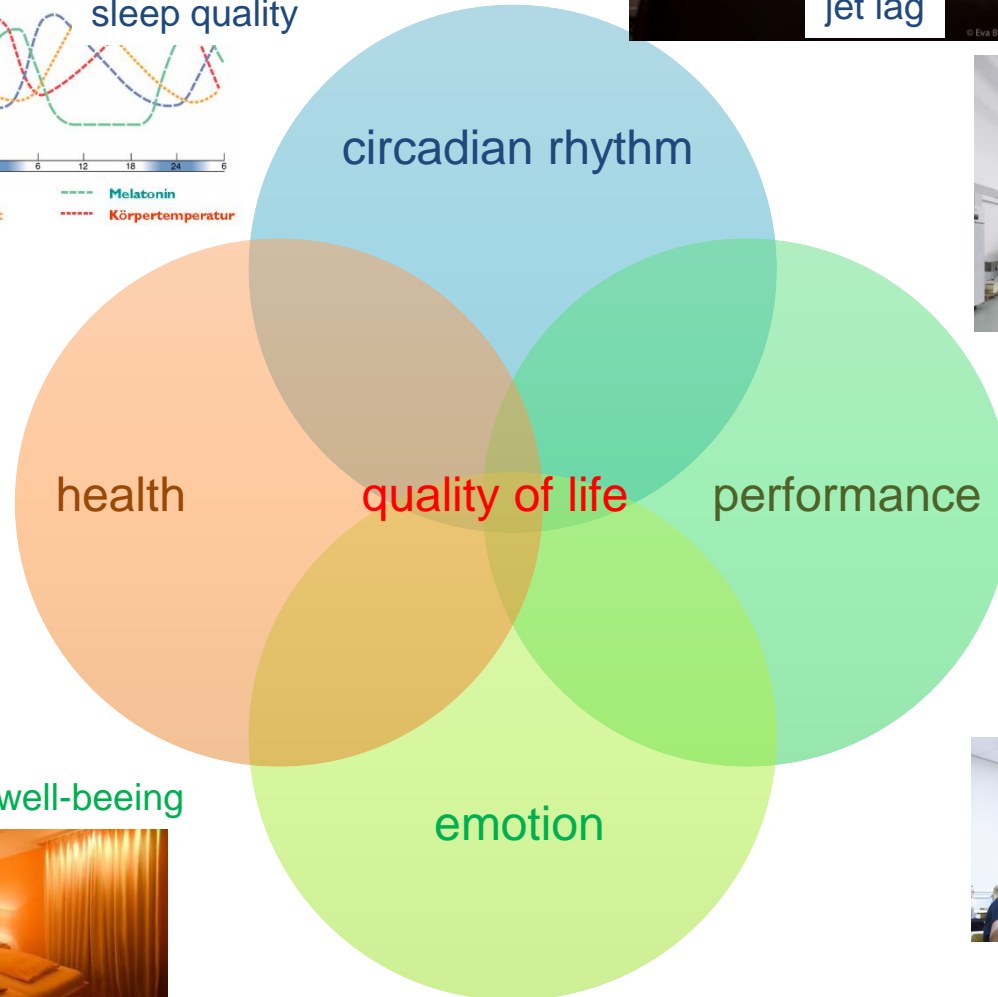 sleep quality
jet lag
© Eva
circadian rhythm
6 12 18 24 6
Melatonin
Körpertemperatur
health
quality of life
performance
well-beeing
emotion